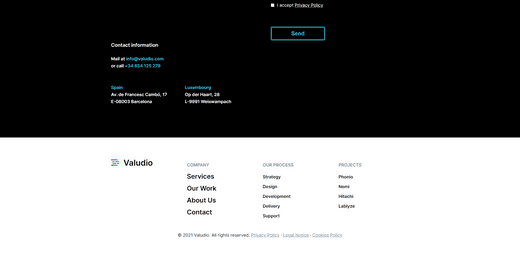 I accept Privacy Policy
Send
Contact information
Mail at info@valudio.com
or call +34 634 125 278
Spain
Av. de Francesc Cambó, 17
E-08003 Barcelona
Luxembourg
Op der Haart, 28
L-9991 Weiswampach
Valudio
COMPANY
Services
Our Work
About Us
Contact
OUR PROCESS
Strategy
Design
Development
Delivery
Support
PROJECTS
Phonio
Nomi
Hitachi
Lablyze
© 2021 Valudio. All rights reserved. Privacy Policy · Legal Notice · Cookies Policy